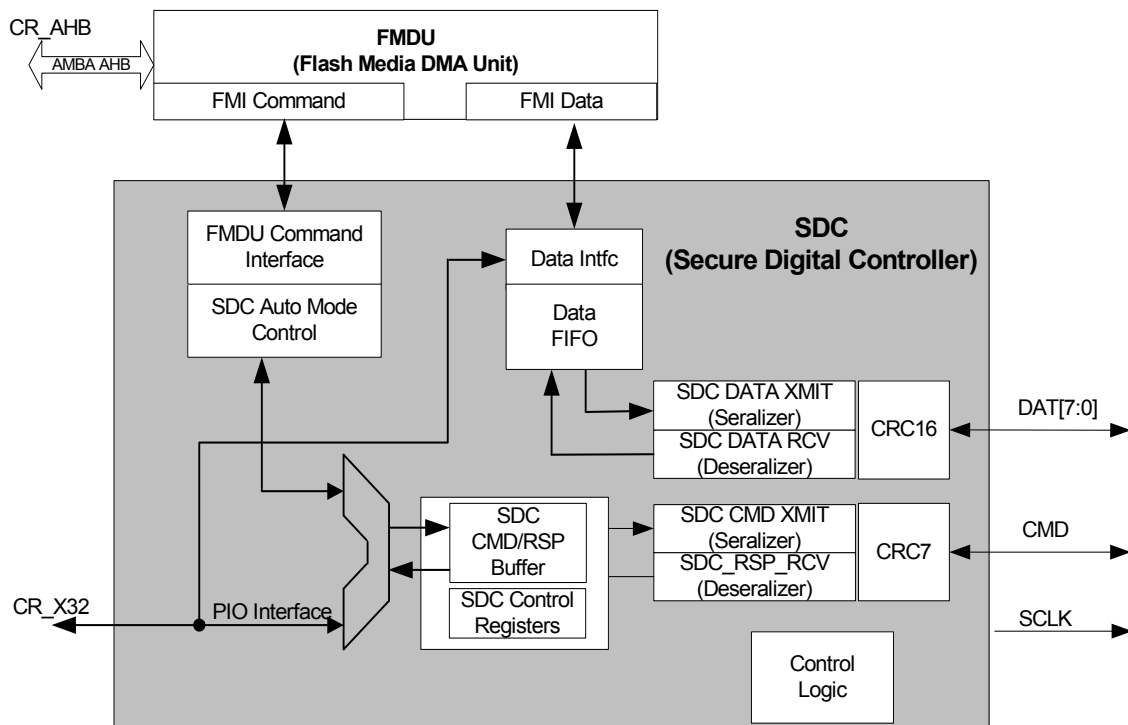 CR_AHB
AMBA AHB
FMDU
(Flash Media DMA Unit)
FMI Command
FMI Data
SDC
(Secure Digital Controller)
FMDU Command
Interface
SDC Auto Mode
Control
Data Intfc
Data
FIFO
SDC DATA XMIT
(Seralizer)
SDC DATA RCV
(Deseralizer)
CRC16
DAT[7:0]
SDC
CMD/RSP
Buffer
SDC Control
Registers
SDC CMD XMIT
(Seralizer)
SDC_RSP_RCV
(Deseralizer)
CRC7
CMD
CR_X32
PIO Interface
SCLK
Control
Logic